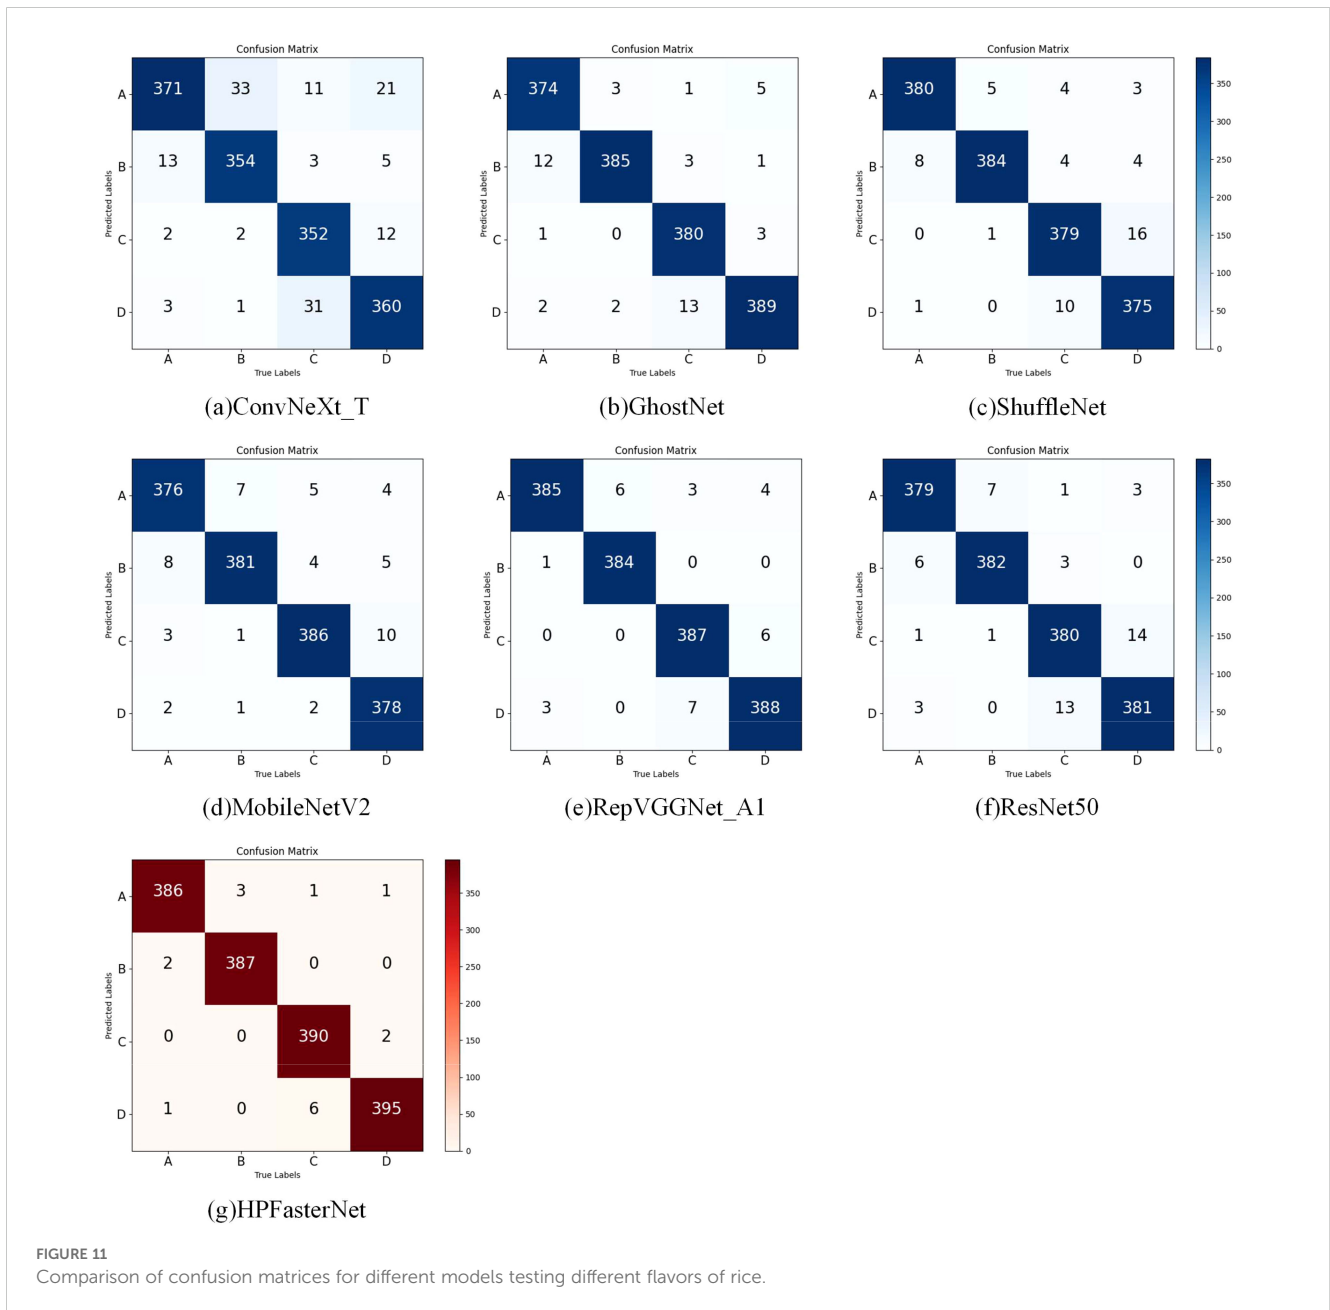 Confusion Matrix Confusion Matrix Confusion Matrix
A 371 33 11 21 A 374 3 1 5 A 380 5 4 3 350
300
B 13 354 3 5 B 12 385 3 1 B 8 384 4 4 250
Predicted Labels Predicted Labels Predicted Labels 200
C 2 2 352 12 C 1 0 380 3 C 0 1 379 16 150
100
D 3 1 31 360 D 2 2 13 389 D 1 0 10 375 50
0
A B C D A B C D A B C D
True Labels True Labels True Labels
(a)ConvNeXt_T (b)GhostNet (c)ShuffleNet
Confusion Matrix Confusion Matrix Confusion Matrix
A 376 7 5 4 A 385 6 3 4 A 379 7 1 3 350
300
B 8 381 4 5 B 1 384 0 0 B 6 382 3 0 250
Predicted Labels Predicted Labels Predicted Labels 200
C 3 1 386 10 C 0 0 387 6 C 1 1 380 14 150
100
D 2 1 2 378 D 3 0 7 388 D 3 0 13 381 50
0
A B C D A B C D A B C D
True Labels True Labels True Labels
(d)MobileNetV2 (e)RepVGGNet_A1 (f)ResNet50
Confusion Matrix
A 386 3 1 1 350
300
B 2 387 0 0 250
Predicted Labels 200
C 0 0 390 2 150
100
D 1 0 6 395 50
0
A B C D
True Labels
(g)HPFasterNet
FIGURE 11
Comparison of confusion matrices for different models testing different flavors of rice.